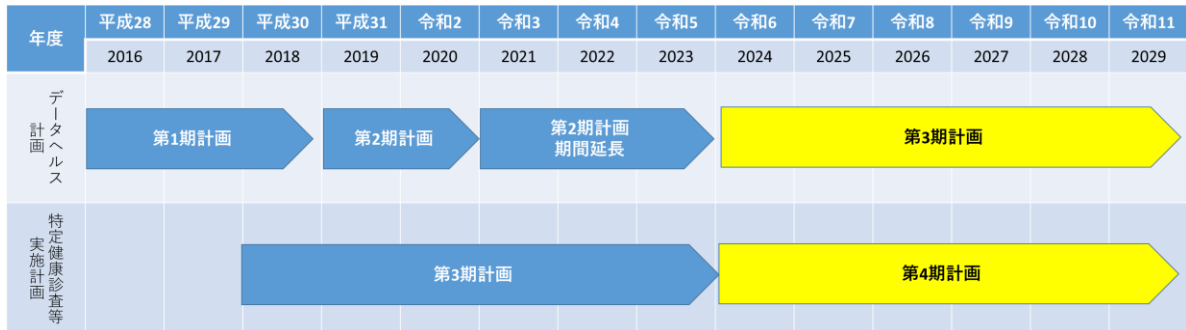 年度 平成28 平成29 平成30 平成31 令和2 令和3 令和4 令和5 令和6 令和7 令和8 令和9 令和10 令和11
2016 2017 2018 2019 2020 2021 2022 2023 2024 2025 2026 2027 2028 2029
データヘルス
計画
第1期計画
第2期計画
第2期計画
期間延長
第3期計画
特定健康診査等
実施計画
第3期計画
第4期計画